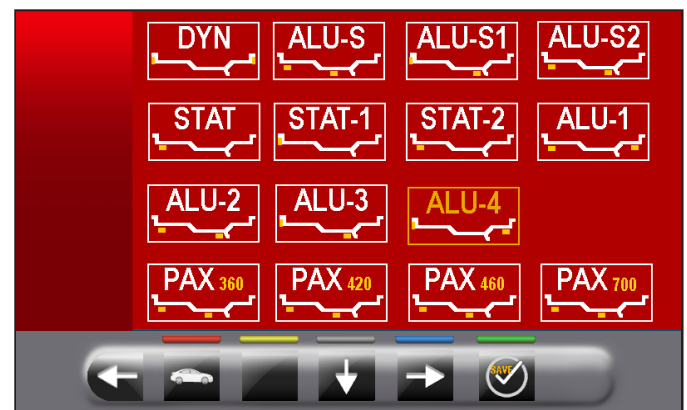 DYN ALU-S ALU-S1 ALU-S2
STAT STAT-1 STAT-2 ALU-1
ALU-2 ALU-3 ALU-4
PAX 360 PAX 420 PAX 460 PAX 700
SAVE